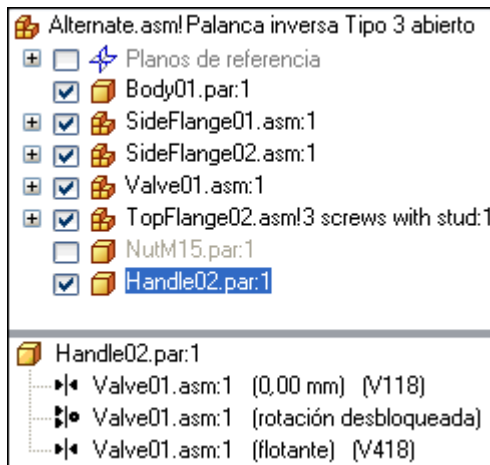 Alternate.asm!Palanca inversa Tipo 3 abierto
Planos de referencia
Body01.par:1
SideFlange01.asm:1
SideFlange02.asm:1
Valve01.asm:1
TopFlange02.asm!3 screws with stud:1
NutM15.par:1
Handle02.par:1
Handle02.par:1
Valve01.asm:1 (0,00 mm) (V118)
Valve01.asm:1 (rotación desbloqueada)
Valve01.asm:1 (flotante) (V418)